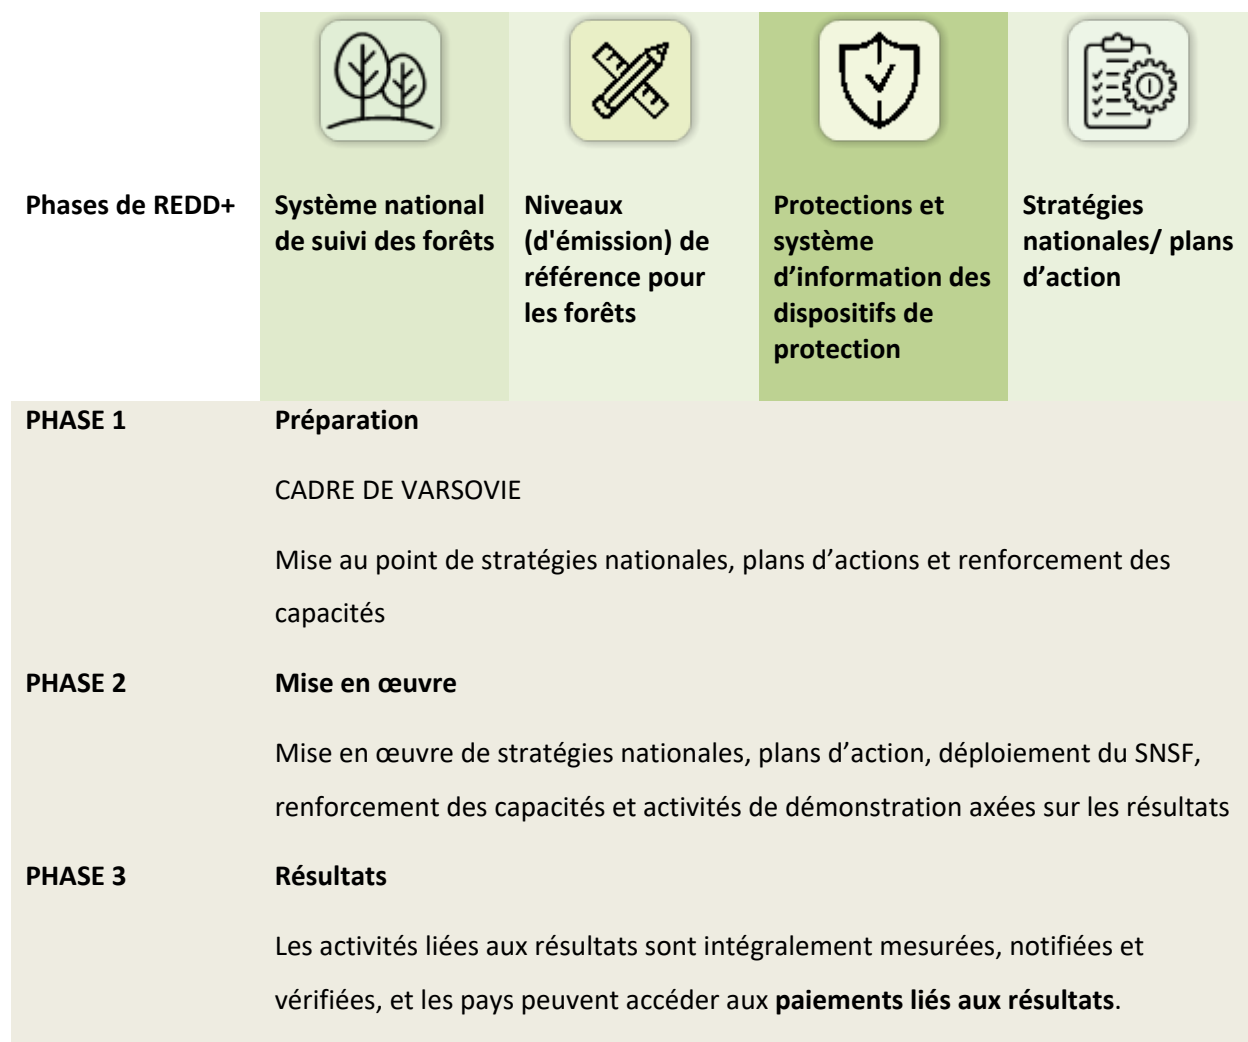 Phases de REDD+
Système national
de suivi des forêts
Niveaux
(d'émission) de
référence pour
les forêts
Protections et
système
d’information des
dispositifs de
protection
Stratégies
nationales/ plans
d’action
PHASE 1
Préparation
CADRE DE VARSOVIE
Mise au point de stratégies nationales, plans d’actions et renforcement des
capacités
PHASE 2
Mise en œuvre
Mise en œuvre de stratégies nationales, plans d’action, déploiement du SNSF,
renforcement des capacités et activités de démonstration axées sur les résultats
PHASE 3
Résultats
Les activités liées aux résultats sont intégralement mesurées, notifiées et
vérifiées, et les pays peuvent accéder aux paiements liés aux résultats.